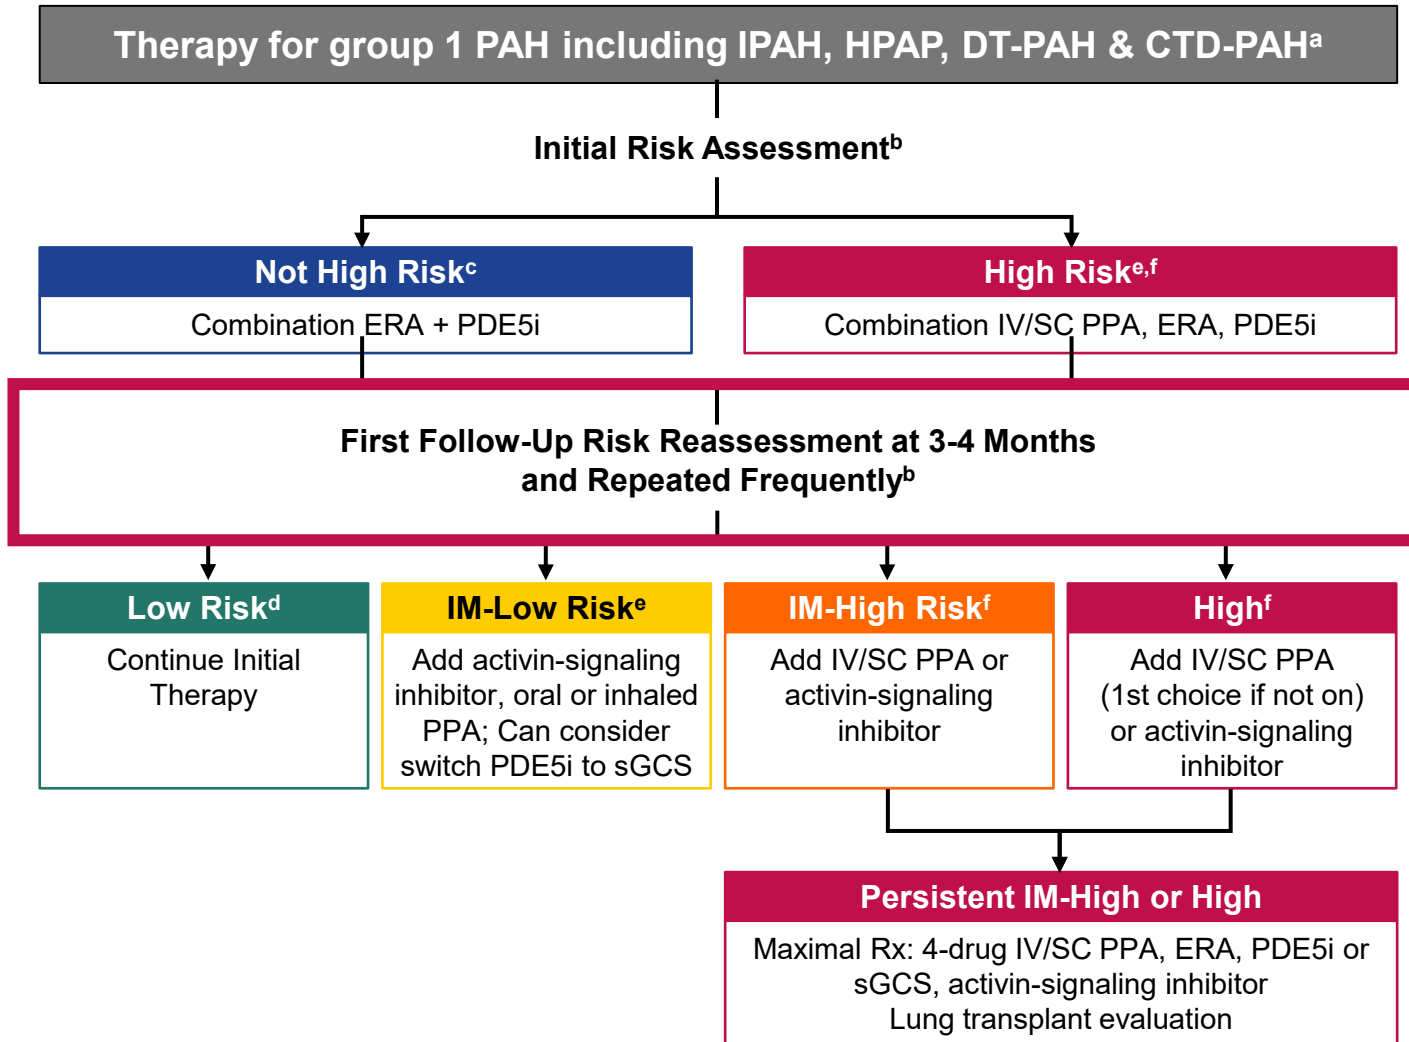 Therapy for group 1 PAH including IPAH, HPAP, DT-PAH & CTD-PAHᵃ
Initial Risk Assessmentᵇ
Not High Riskᶜ
Combination ERA + PDE5i
High Riskᵉ,ᶠ
Combination IV/SC PPA, ERA, PDE5i
First Follow-Up Risk Reassessment at 3-4 Months
and Repeated Frequentlyᵇ
Low Riskᵈ
Continue Initial
Therapy
IM-Low Riskᵉ
Add activin-signaling
inhibitor, oral or inhaled
PPA; Can consider
switch PDE5i to sGCS
IM-High Riskᶠ
Add IV/SC PPA or
activin-signaling
inhibitor
Highᶠ
Add IV/SC PPA
(1st choice if not on)
or activin-signaling
inhibitor
Persistent IM-High or High
Maximal Rx: 4-drug IV/SC PPA, ERA, PDE5i or
sGCS, activin-signaling inhibitor
Lung transplant evaluation